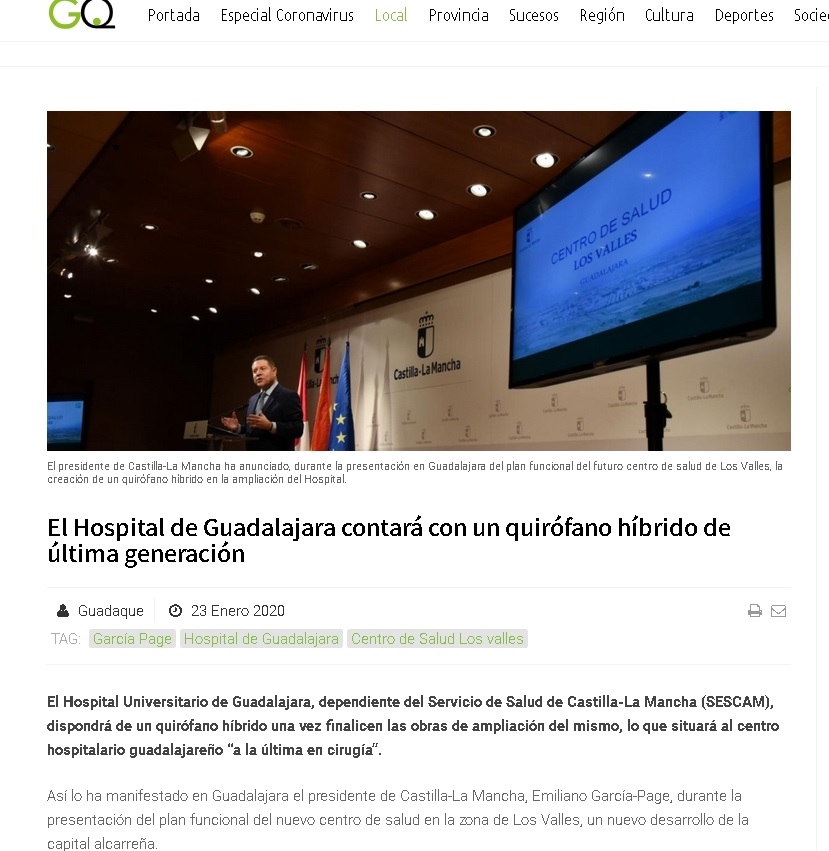 GQ
Portada Especial Coronavirus Local Provincia Sucesos Región Cultura Deportes
CENTRO DE SALUD
LOS VALLES
GUADALAJARA
Castilla-La Mancha
El presidente de Castilla-La Mancha ha anunciado, durante la presentación en Guadalajara del plan funcional del futuro centro de salud de Los Valles, la
creación de un quirófano híbrido en la ampliación del Hospital.
El Hospital de Guadalajara contará con un quirófano híbrido de
última generación
Guadaque 23 Enero 2020
TAG: García Page Hospital de Guadalajara Centro de Salud Los valles
El Hospital Universitario de Guadalajara, dependiente del Servicio de Salud de Castilla-La Mancha (SESCAM),
dispondrá de un quirófano híbrido una vez finalicen las obras de ampliación del mismo, lo que situará al centro
hospitalario guadalajareño “a la última en cirugía”.
Así lo ha manifestado en Guadalajara el presidente de Castilla-La Mancha, Emiliano García-Page, durante la
presentación del plan funcional del nuevo centro de salud en la zona de Los Valles, un nuevo desarrollo de la
capital alcarreña.